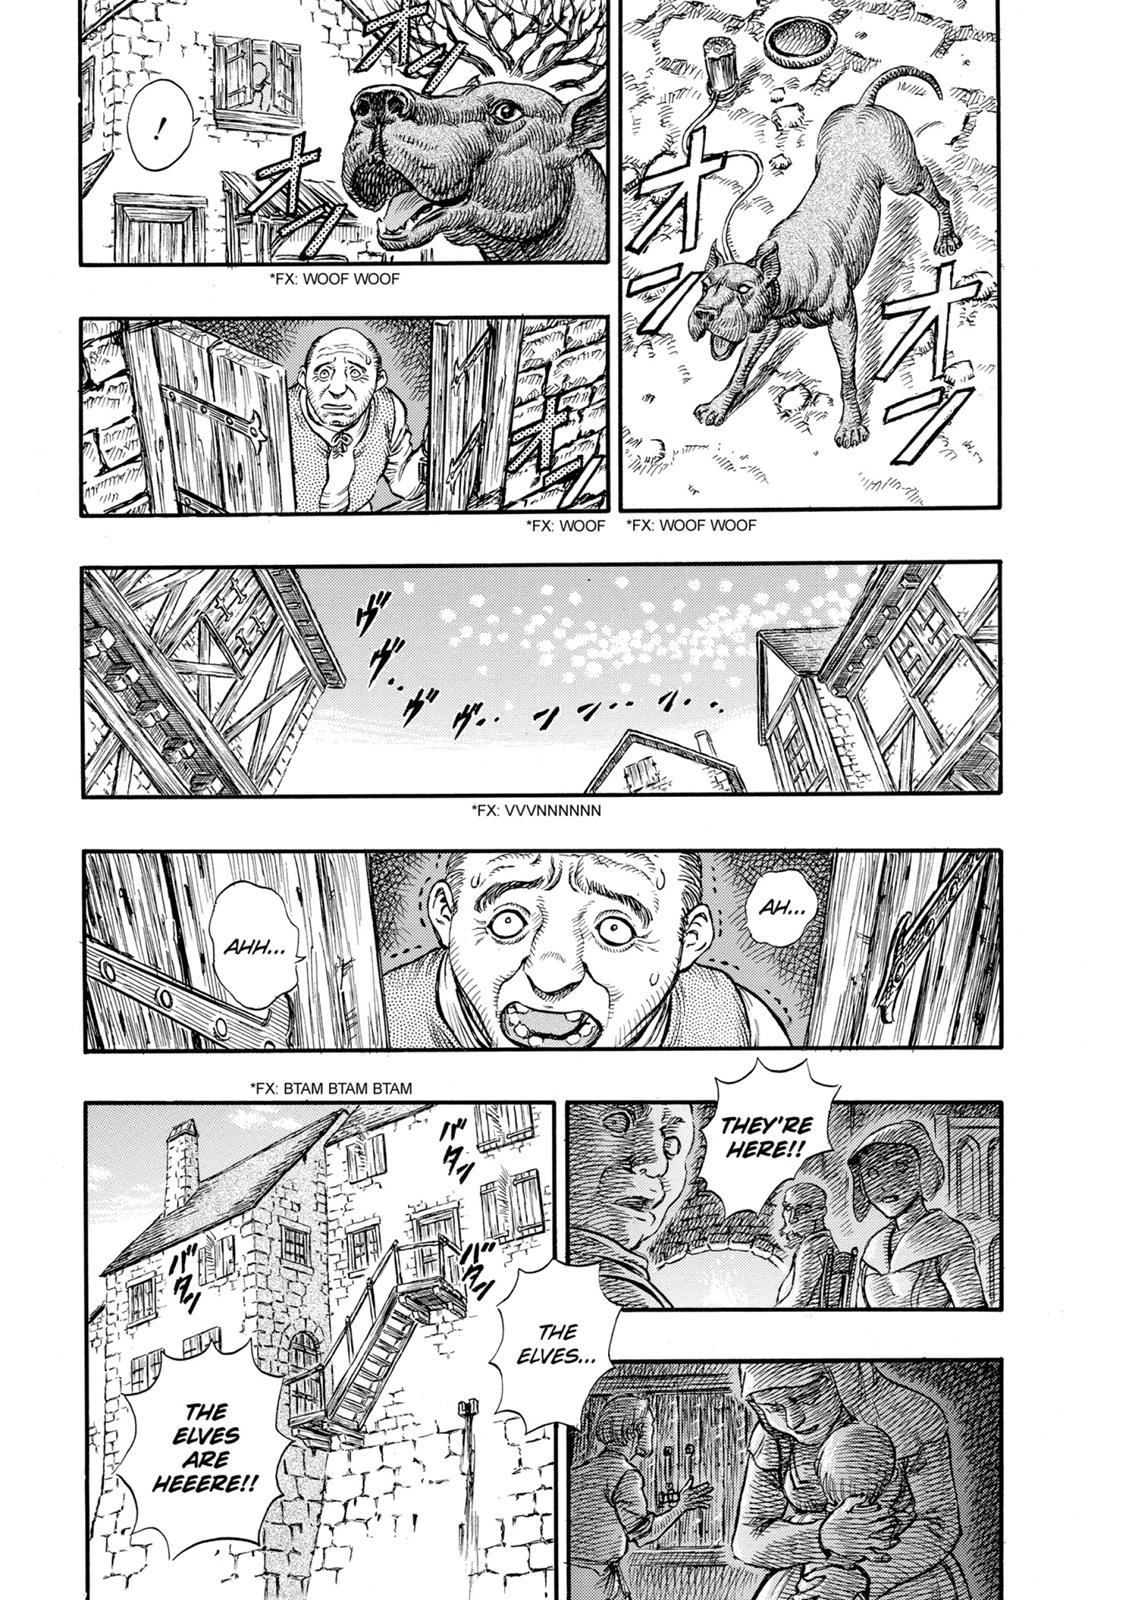 オン
オン
*FX: WOOF WOOF
オン
オン
!
*FX: WOOF WOOF
オン
*FX: WOOF
ヴヴヴヴンンンン
*FX: VVVNNNNNN
AH...
AHH...
THEY'RE
HERE!!
THE
ELVES...
*FX: BTAM BTAM BTAM
バタン
バタン
バタン
THE
ELVES
ARE
HEEERE!!